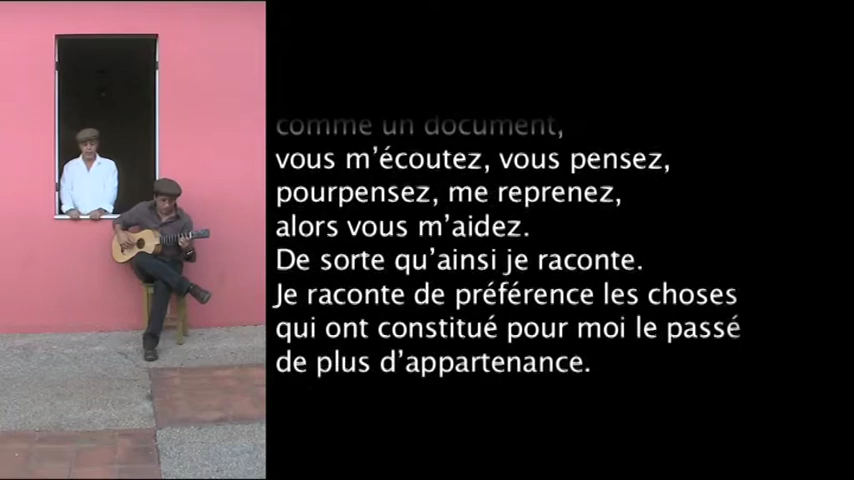 comme un document,
vous m'écoutez, vous pensez,
pourpensez, me reprenez,
alors vous m'aidez.
De sorte qu'ainsi je raconte.
Je raconte de préférence les choses
qui ont constitué pour moi le passé
de plus d'appartenance.